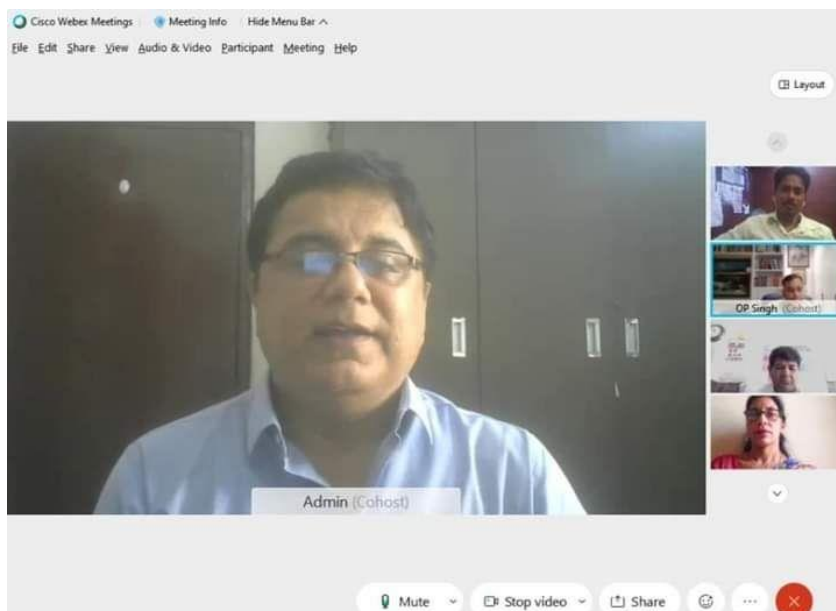 Cisco Webex Meetings Meeting Info Hide Menu Bar
File Edit Share View Audio & Video Participant Meeting Help
Layout
OP Singh (Cohost)
Admin (Cohost)
Mute Stop video Share